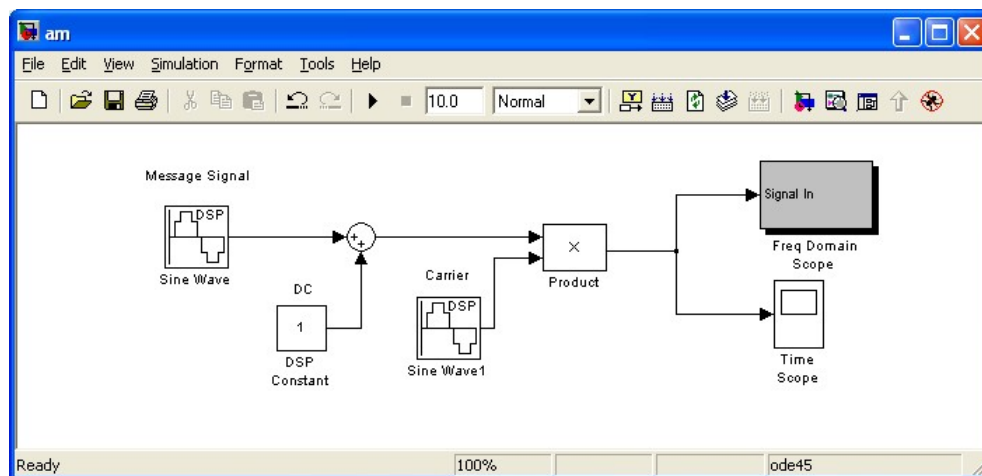 am
File Edit View Simulation Format Tools Help
10.0 Normal
Message Signal
DSP
Sine Wave
DC
1
DSP
Constant
Carrier
DSP
Sine Wave1
×
Product
Signal In
Freq Domain
Scope
Time
Scope
+
+
Ready 100% ode45